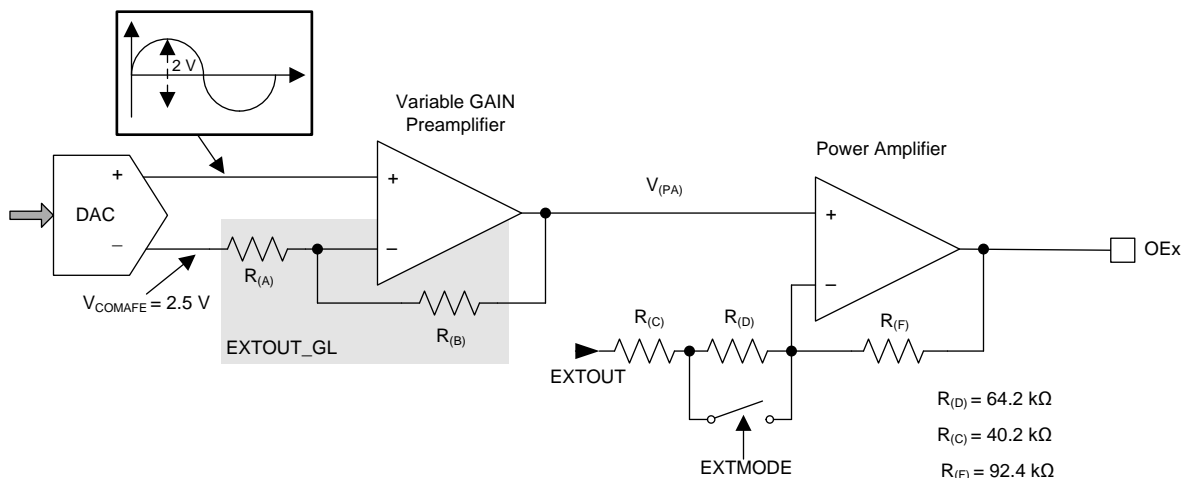 2 V
Variable GAIN
Preamplifier
Power Amplifier
+
DAC
−
+
−
V(PA)
+
−
OEx
R(A)
VCOMAFE = 2.5 V
R(B)
EXTOUT_GL
R(C)
R(D)
R(F)
EXTOUT
EXTMODE
R(D) = 64.2 kΩ
R(C) = 40.2 kΩ
R(F) = 92.4 kΩ